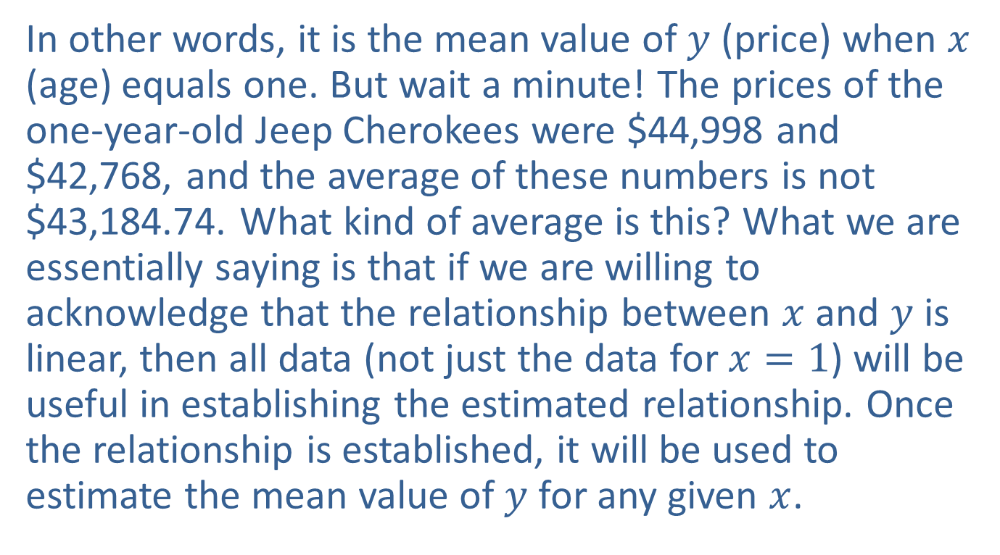 In other words, it is the mean value of y (price) when x
(age) equals one. But wait a minute! The prices of the
one-year-old Jeep Cherokees were $44,998 and
$42,768, and the average of these numbers is not
$43,184.74. What kind of average is this? What we are
essentially saying is that if we are willing to
acknowledge that the relationship between x and y is
linear, then all data (not just the data for x = 1) will be
useful in establishing the estimated relationship. Once
the relationship is established, it will be used to
estimate the mean value of y for any given x.